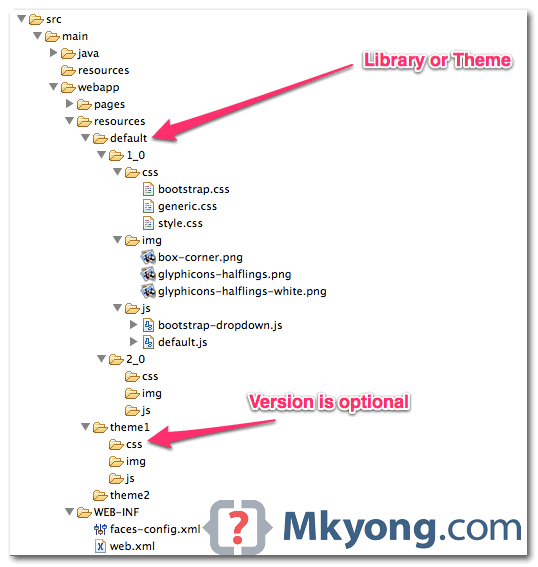 src
main
java
Library or Theme
resources
webapp
pages
resources
default
1_0
css
bootstrap.css
generic.css
style.css
img
box-corner.png
glyphicons-halflings.png
glyphicons-halflings-white.png
js
bootstrap-dropdown.js
default.js
2_0
css
img
Version is optional
js
theme1
css
img
js
theme2
WEB-INF
faces-config.xml
? Mkyong.com
web.xml